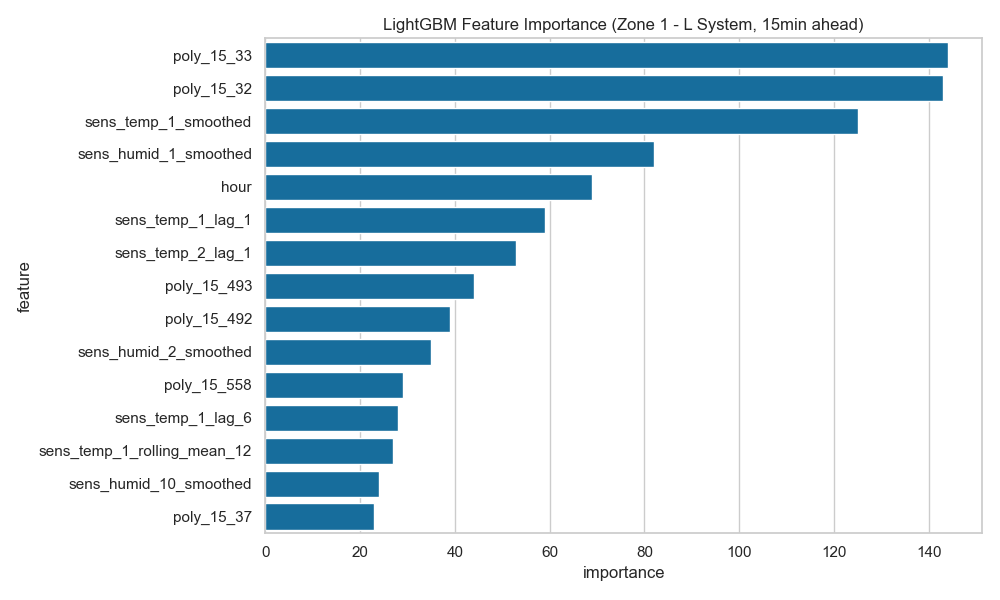 LightGBM Feature Importance (Zone 1 - L System, 15min ahead)
feature
poly_15_33
poly_15_32
sens_temp_1_smoothed
sens_humid_1_smoothed
hour
sens_temp_1_lag_1
sens_temp_2_lag_1
poly_15_493
poly_15_492
sens_humid_2_smoothed
poly_15_558
sens_temp_1_lag_6
sens_temp_1_rolling_mean_12
sens_humid_10_smoothed
poly_15_37
0 20 40 60 80 100 120 140
importance